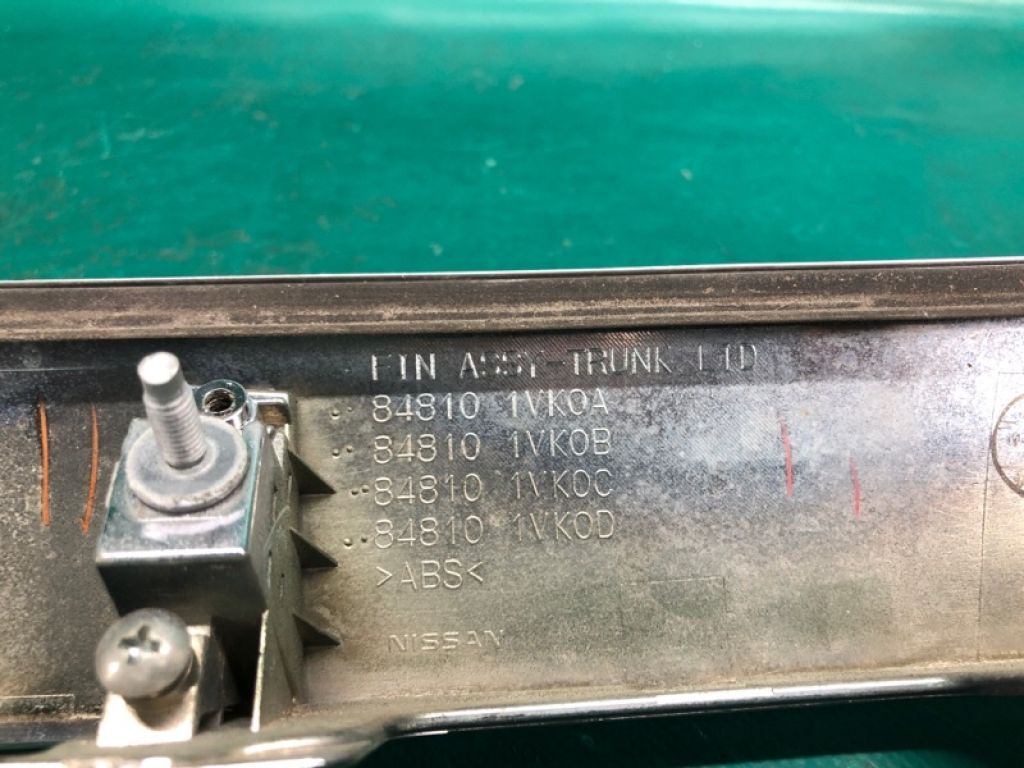 FIN ASSY-TRUNK LID
84810 1VK0A
84810 1VK0B
84810 1VK0C
84810 1VK0D
>ABS<
NISSAN